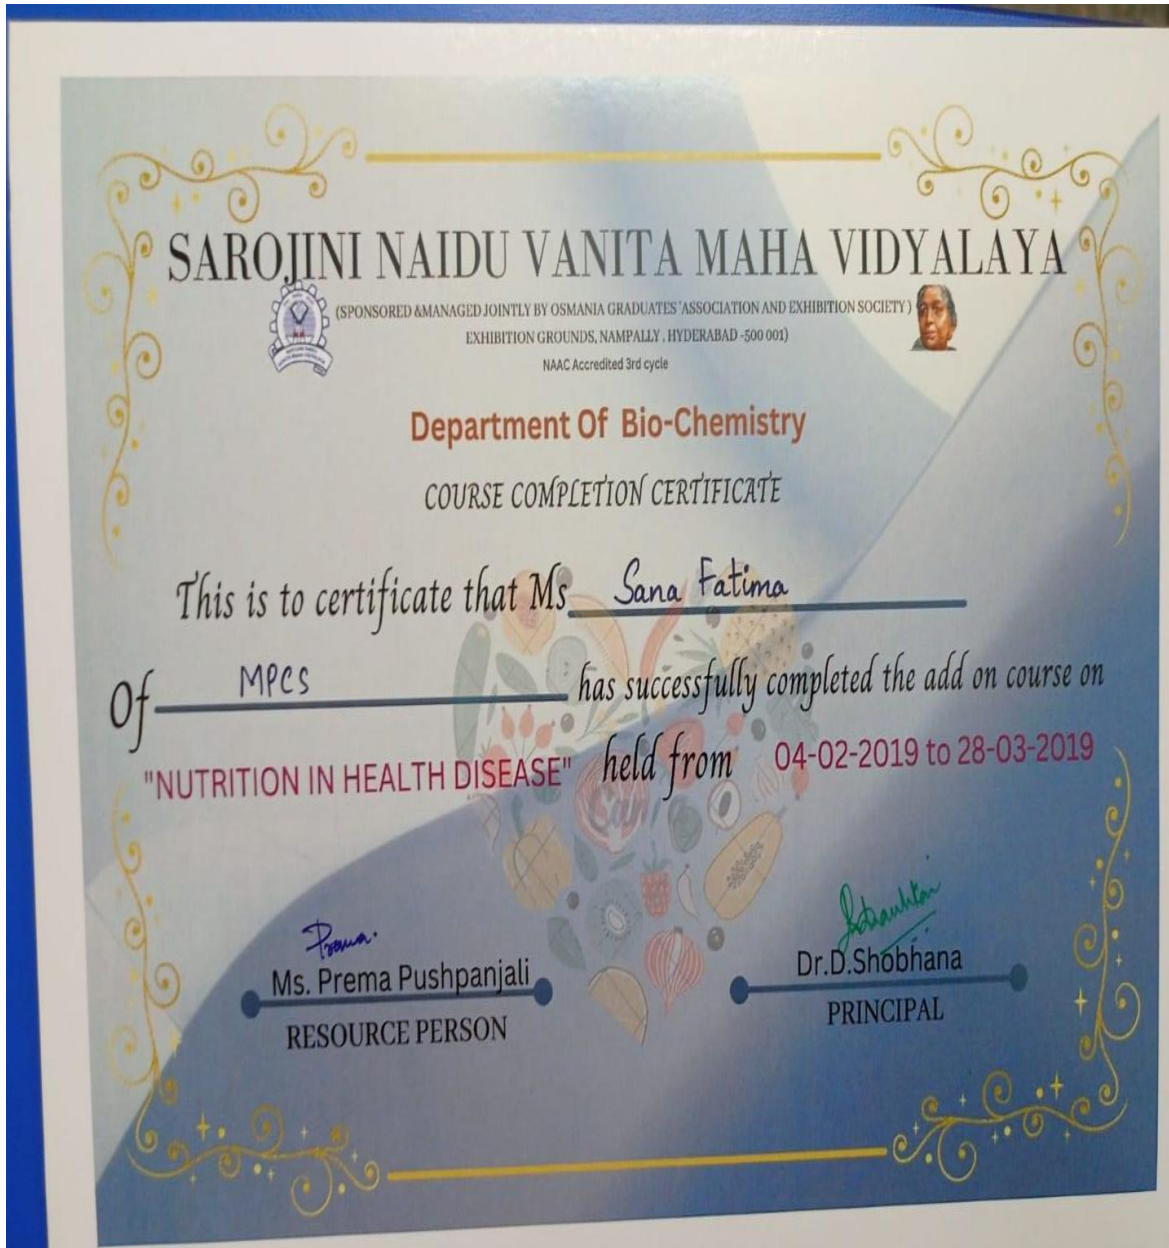 SAROJINI NAIDU VANITA MAHA VIDYALAYA
(SPONSORED &MANAGED JOINTLY BY OSMANIA GRADUATES 'ASSOCIATION AND EXHIBITION SOCIETY )
EXHIBITION GROUNDS, NAMPALLY , HYDERABAD -500 001)
NAAC Accredited 3rd cycle
Department Of Bio-Chemistry
COURSE COMPLETION CERTIFICATE
This is to certificate that Ms Sana Fatima
Of MPCS has successfully completed the add on course on
"NUTRITION IN HEALTH DISEASE" held from 04-02-2019 to 28-03-2019
Prema.
Ms. Prema Pushpanjali
RESOURCE PERSON
Dr.D.Shobhana
PRINCIPAL